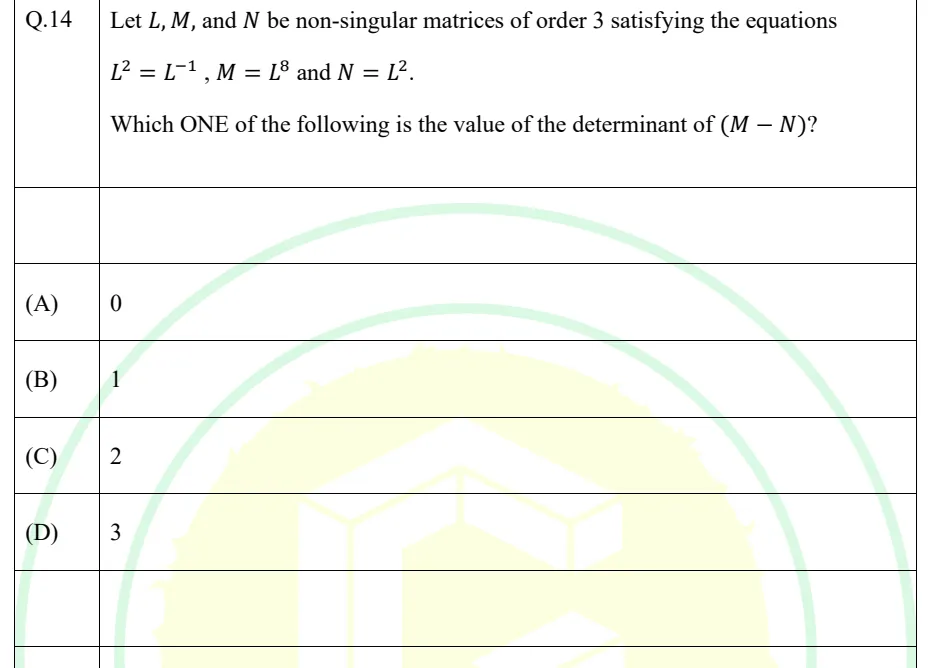 Q.14 Let L, M, and N be non-singular matrices of order 3 satisfying the equations
L² = L⁻¹ , M = L⁸ and N = L².
Which ONE of the following is the value of the determinant of (M − N)?
(A) 0
(B) 1
(C) 2
(D) 3